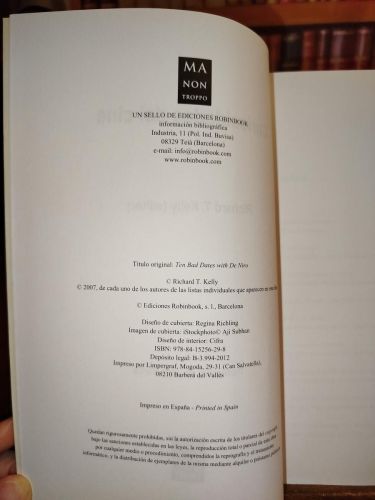 MA
NON
TROPPO
UN SELLO DE EDICIONES ROBINBOOK
información bibliográfica
Industria, 11 (Pol. Ind. Buvisa)
08329 Teià (Barcelona)
e-mail: info@robinbook.com
www.robinbook.com
Título original: Ten Bad Dates with De Niro
© Richard T. Kelly
© 2007, de cada uno de los autores de las listas individuales que aparecen en
© Ediciones Robinbook, s. l., Barcelona
Diseño de cubierta: Regina Richling
Imagen de cubierta: iStockphoto© Aji Subhan
Diseño de interior: Cifra
ISBN: 978-84-15256-29-8
Depósito legal: B-3.994-2012
Impreso por Limpergraf, Mogoda, 29-31 (Can Salvatella),
08210 Barberà del Vallès
Impreso en España - Printed in Spain
Quedan rigurosamente prohibidas, sin la autorización escrita de los titulares del copyright,
bajo las sanciones establecidas en las leyes, la reproducción total o parcial de esta obra
por cualquier medio o procedimiento, comprendidos la reprografía y el tratamiento
informático, y la distribución de ejemplares de la misma mediante alquiler o préstamo